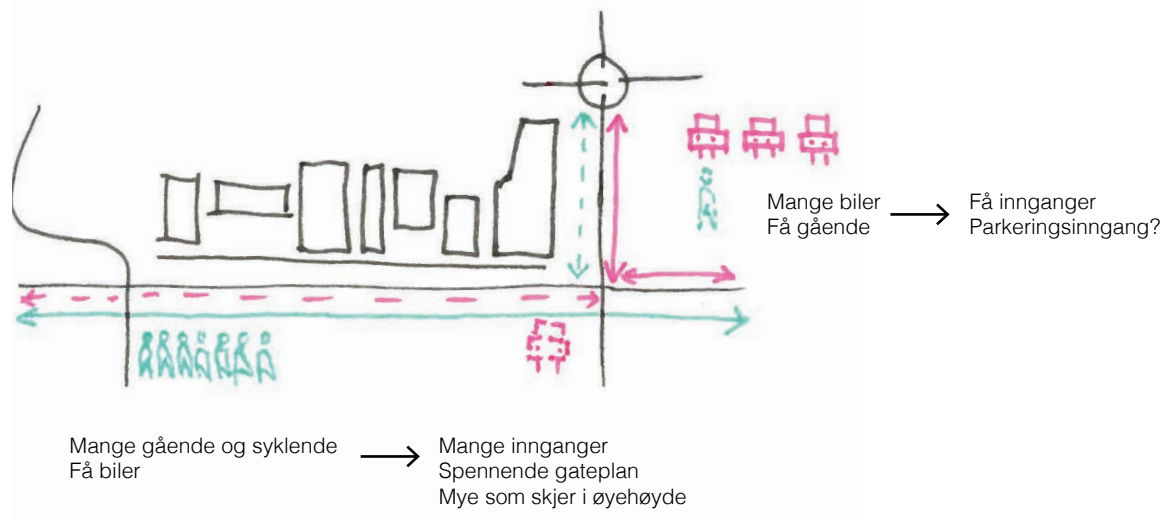 Mange biler
Få gående
Få innganger
Parkeringsinngang?
Mange gående og syklende
Få biler
Mange innganger
Spennende gateplan
Mye som skjer i øyehøyde